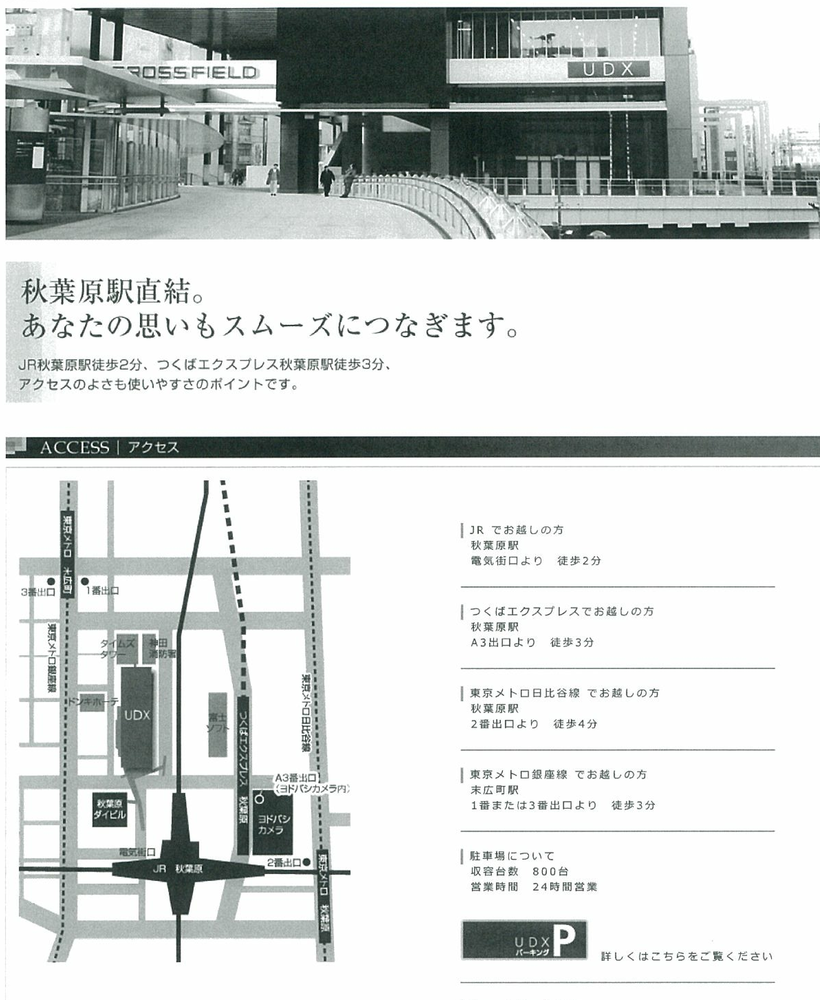 CROSSFIELD
UDX
秋葉原駅直結。
あなたの思いもスムーズにつなぎます。
JR秋葉原駅徒歩2分、つくばエクスプレス秋葉原駅徒歩3分、
アクセスのよさも使いやすさのポイントです。
ACCESS | アクセス
東京メトロ 末広町
3番出口
1番出口
東京メトロ銀座線
タイムズ
タワー
神田
消防署
ドンキホーテ
UDX
富士
ソフト
つくばエクスプレス 秋葉原
東京メトロ日比谷線
A3番出口
(ヨドバシカメラ内)
秋葉原
ダイビル
ヨドバシ
カメラ
電気街口
JR 秋葉原
2番出口
東京メトロ 秋葉原
JR でお越しの方
秋葉原駅
電気街口より 徒歩2分
つくばエクスプレスでお越しの方
秋葉原駅
A3出口より 徒歩3分
東京メトロ日比谷線 でお越しの方
秋葉原駅
2番出口より 徒歩4分
東京メトロ銀座線 でお越しの方
末広町駅
1番または3番出口より 徒歩3分
駐車場について
収容台数 800台
営業時間 24時間営業
UDX
パーキング
P
詳しくはこちらをご覧ください